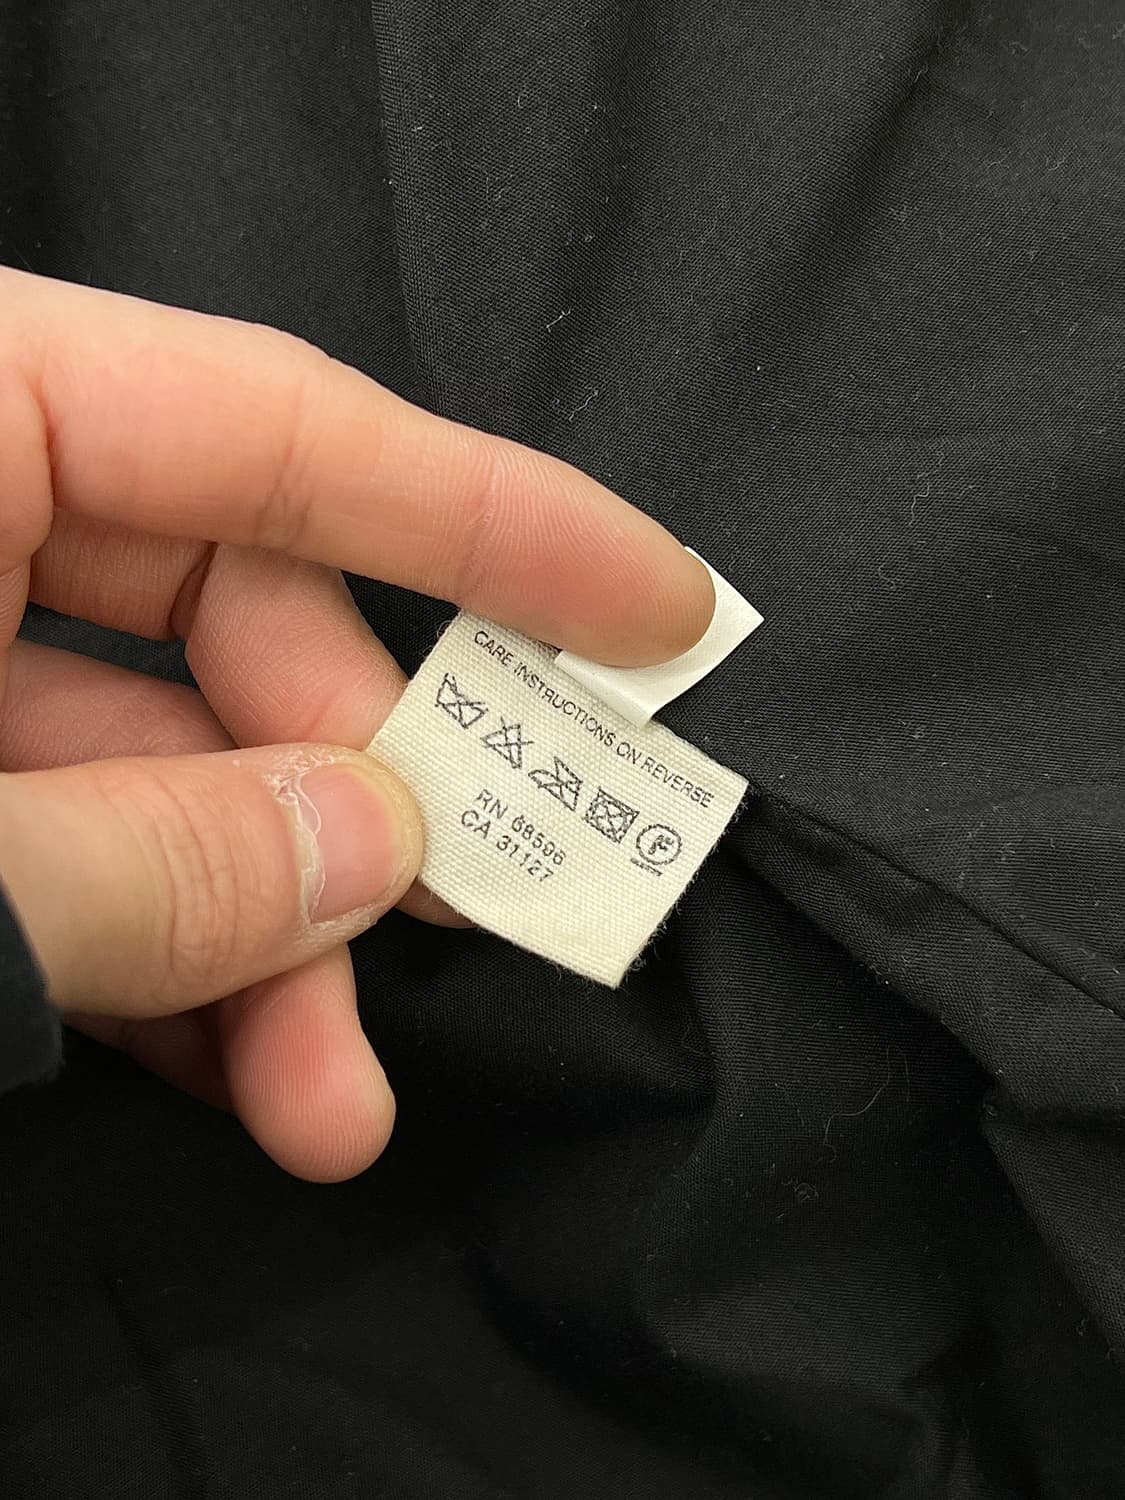 CARE INSTRUCTIONS ON REVERSE
F
RN 68596
CA 31127